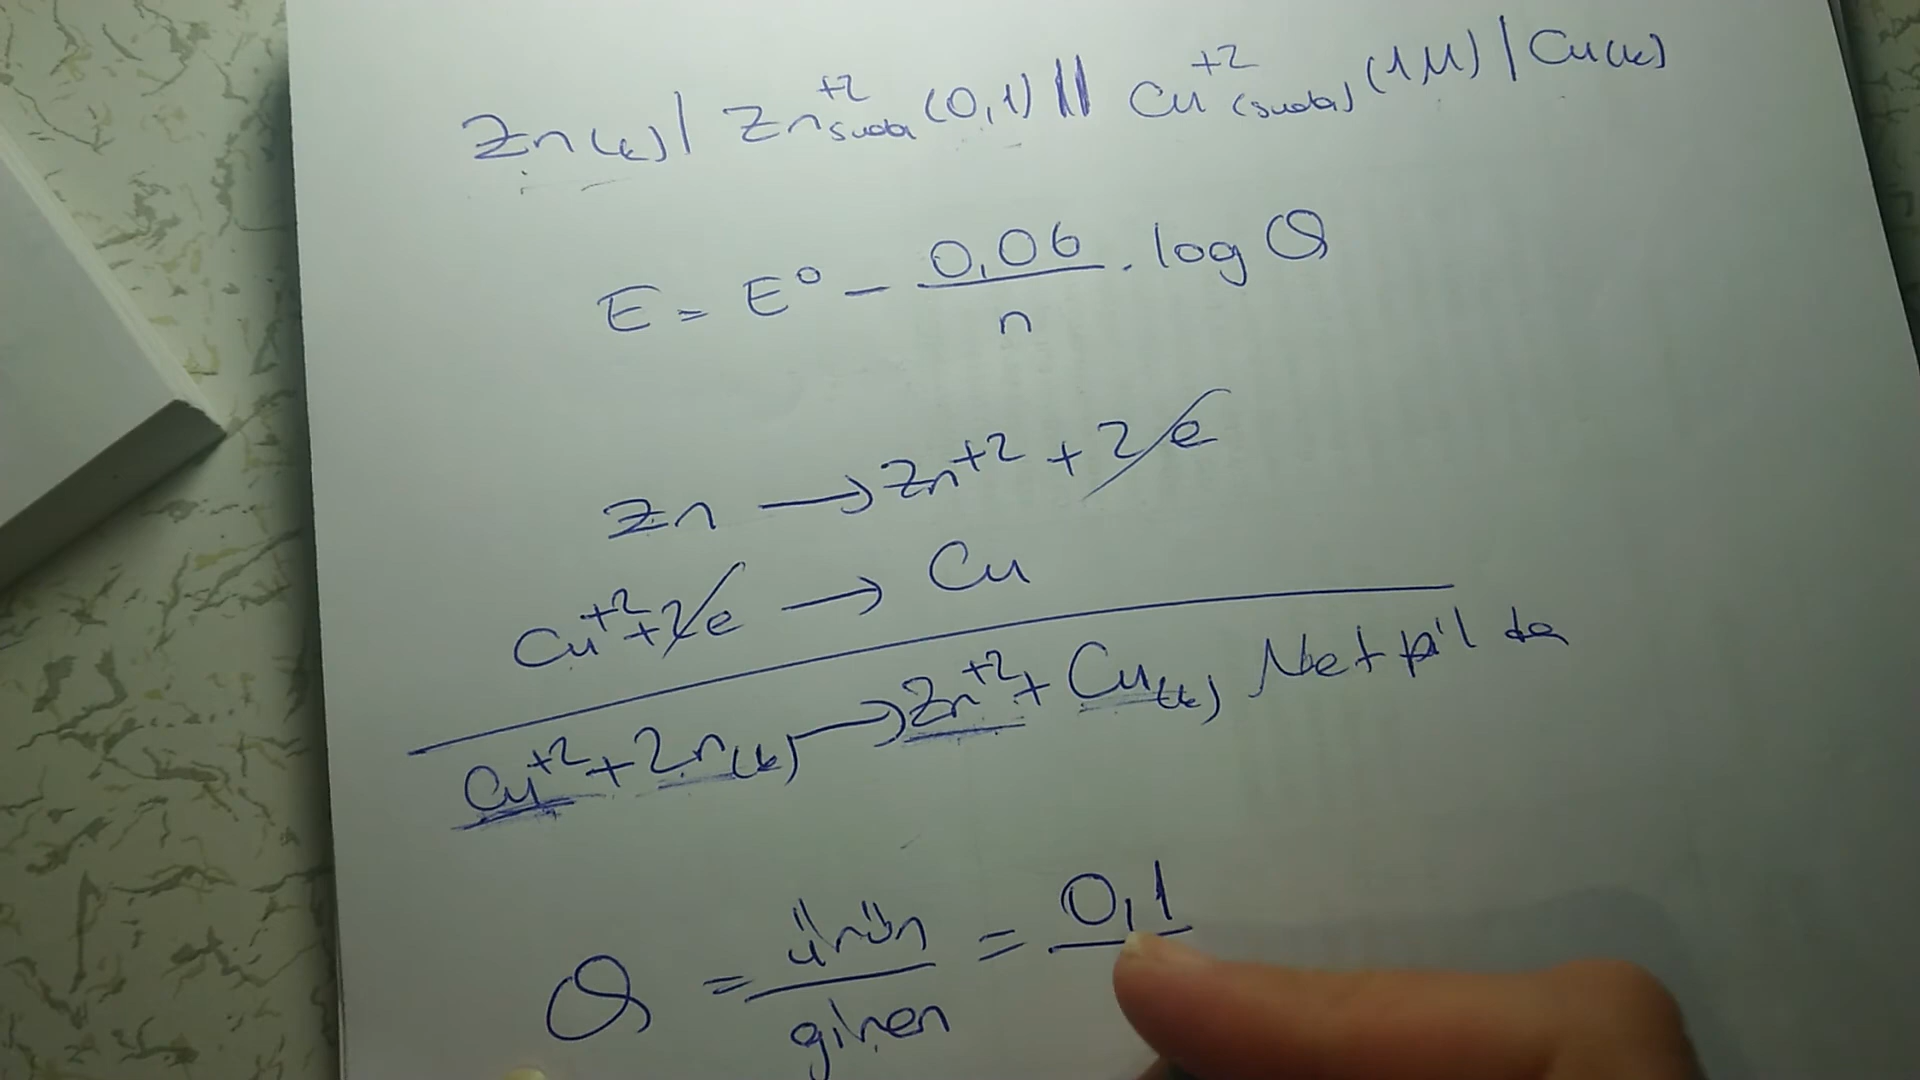 Zn(k) | Zn⁺²suda (0,1) || Cu⁺²(suda) (1M) | Cu(k)
E = E⁰ - 0,06/n . log Q
Zn → Zn⁺² + 2e
Cu⁺² + 2e → Cu
Cu⁺² + Zn(k) → Zn⁺² + Cu(k) Net pil da
Q = ürün/giren = 0,1